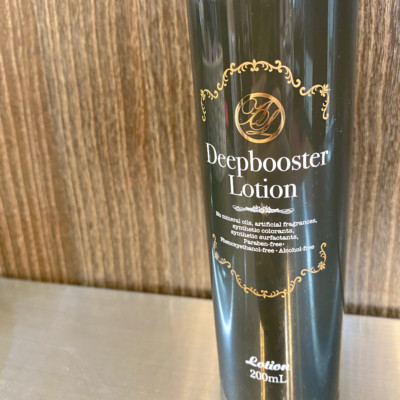 Deepbooster
Lotion
No mineral oils, artificial fragrances,
synthetic colorants,
synthetic surfactants,
Paraben-free・
Phenoxyethanol-free・Alcohol-free
Lotion
200mL